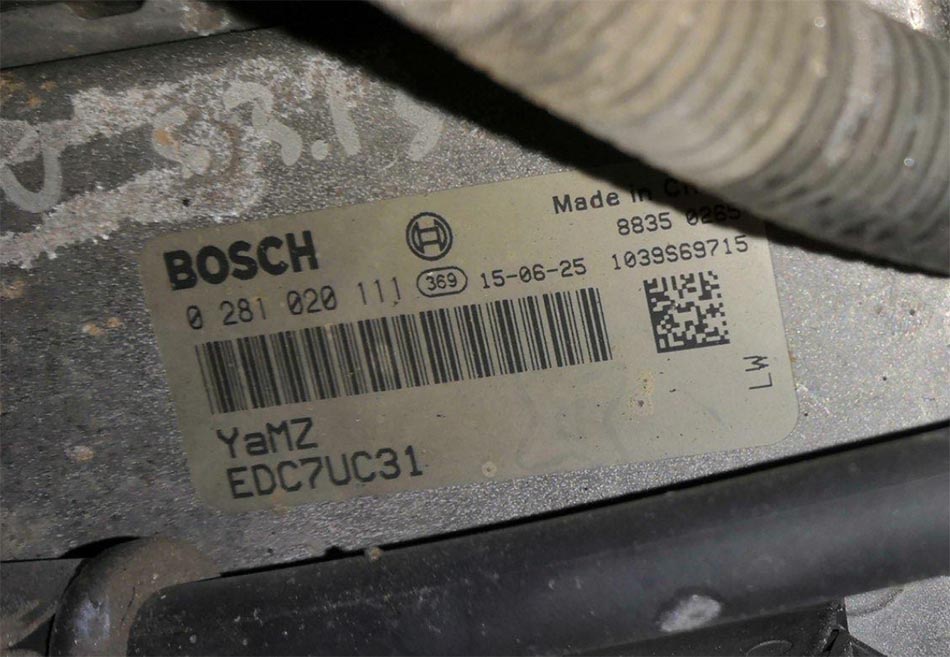 BOSCH
Made in
8835 0265
0 281 020 111 369 15-06-25 1039S69715
YaMZ
EDC7UC31
LW